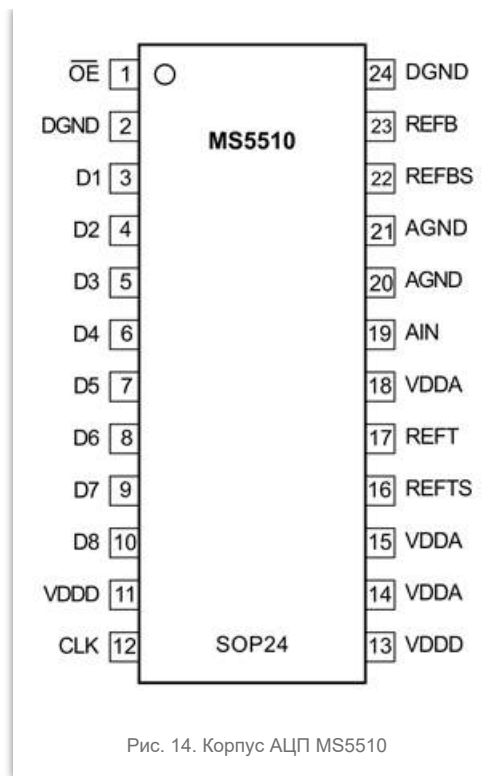 O̅E̅ 1 24 DGND
DGND 2 23 REFB
MS5510
D1 3 22 REFBS
D2 4 21 AGND
D3 5 20 AGND
D4 6 19 AIN
D5 7 18 VDDA
D6 8 17 REFT
D7 9 16 REFTS
D8 10 15 VDDA
VDDD 11 14 VDDA
CLK 12 SOP24 13 VDDD
Рис. 14. Корпус АЦП MS5510